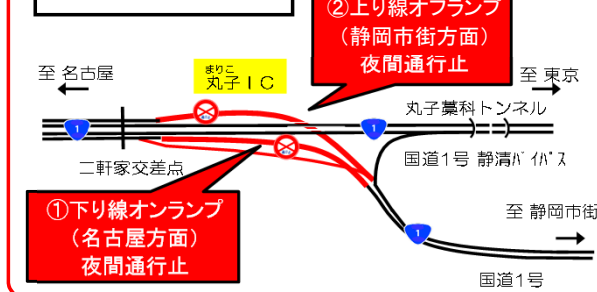 ②上り線オフランプ
（静岡市街方面）
夜間通行止
至 名古屋
まりこ
丸子ＩＣ
至 東京
丸子藁科トンネル
1
1
二軒家交差点
国道1号 静清バイパス
①下り線オンランプ
（名古屋方面）
夜間通行止
至 静岡市街
1
国道1号